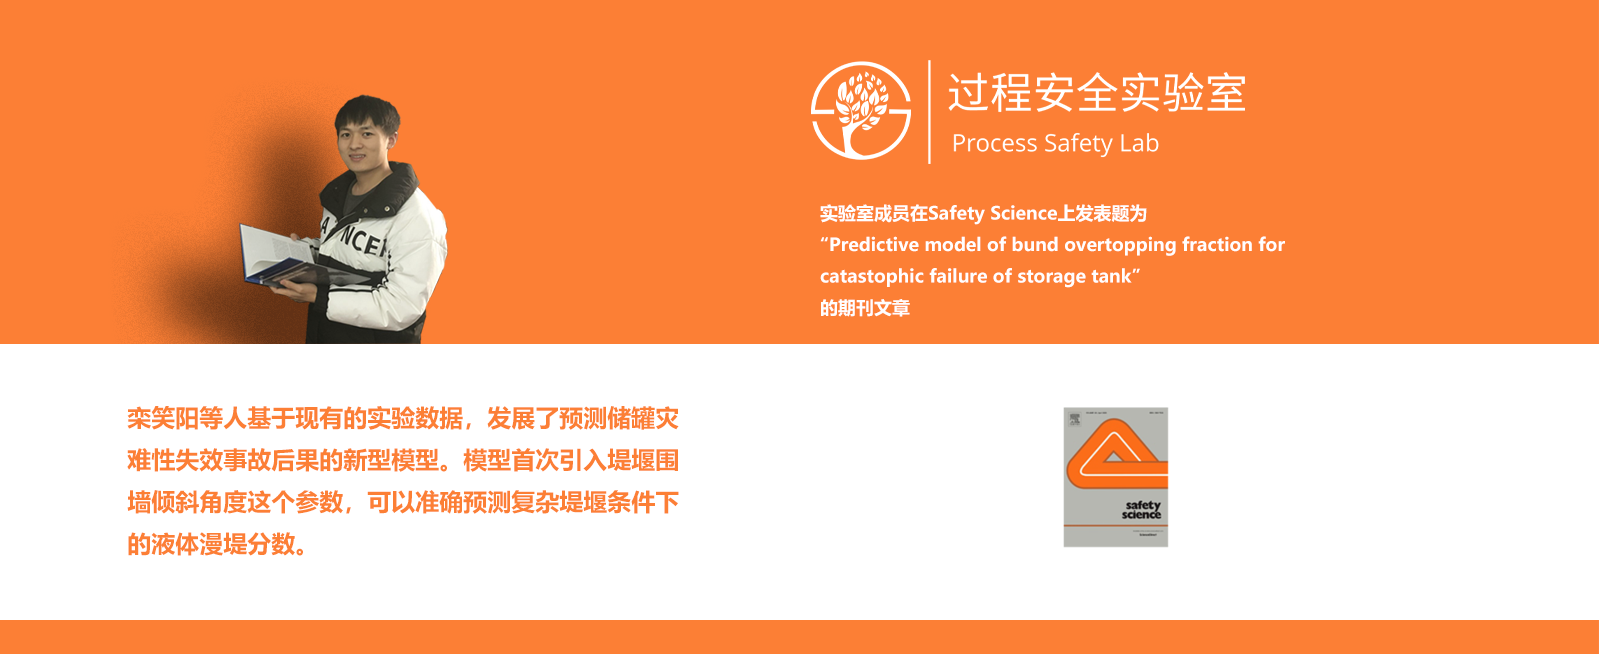 过程安全实验室
Process Safety Lab
实验室成员在Safety Science上发表题为
“Predictive model of bund overtopping fraction for
catastophic failure of storage tank”
的期刊文章
栾笑阳等人基于现有的实验数据，发展了预测储罐灾
难性失效事故后果的新型模型。模型首次引入堤堰围
墙倾斜角度这个参数，可以准确预测复杂堤堰条件下
的液体漫堤分数。
safety
science